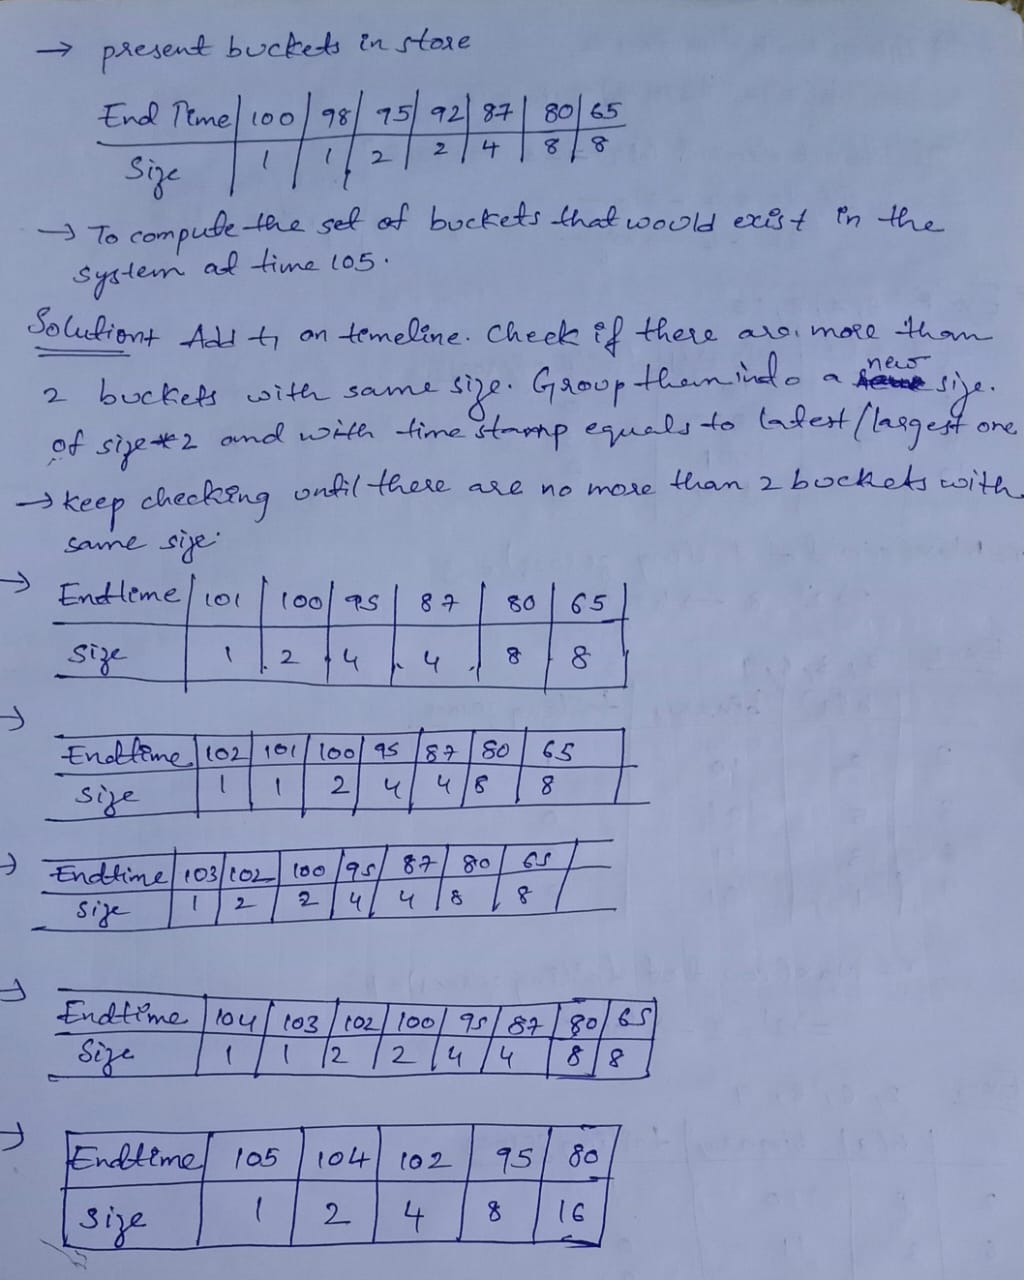 → present buckets in store
End Time | 100 | 98 | 95 | 92 | 87 | 80 | 65
Size | 1 | 1 | 2 | 2 | 4 | 8 | 8
→ To compute the set of buckets that would exist in the
system at time 105.
Solution+ Add t1 on timeline. Check if there are more than
2 buckets with same size. Group them into a new size.
of size*2 and with time stamp equals to latest/largest one
→ keep checking until there are no more than 2 buckets with
same size.
→ Endtime | 101 | 100 | 95 | 87 | 80 | 65
Size | 1 | 2 | 4 | 4 | 8 | 8
→
Endtime | 102 | 101 | 100 | 95 | 87 | 80 | 65
Size | 1 | 1 | 2 | 4 | 4 | 8 | 8
→ Endtime | 103 | 102 | 100 | 95 | 87 | 80 | 65
Size | 1 | 2 | 2 | 4 | 4 | 8 | 8
→
Endtime | 104 | 103 | 102 | 100 | 95 | 87 | 80 | 65
Size | 1 | 1 | 2 | 2 | 4 | 4 | 8 | 8
→
Endtime | 105 | 104 | 102 | 95 | 80
Size | 1 | 2 | 4 | 8 | 16